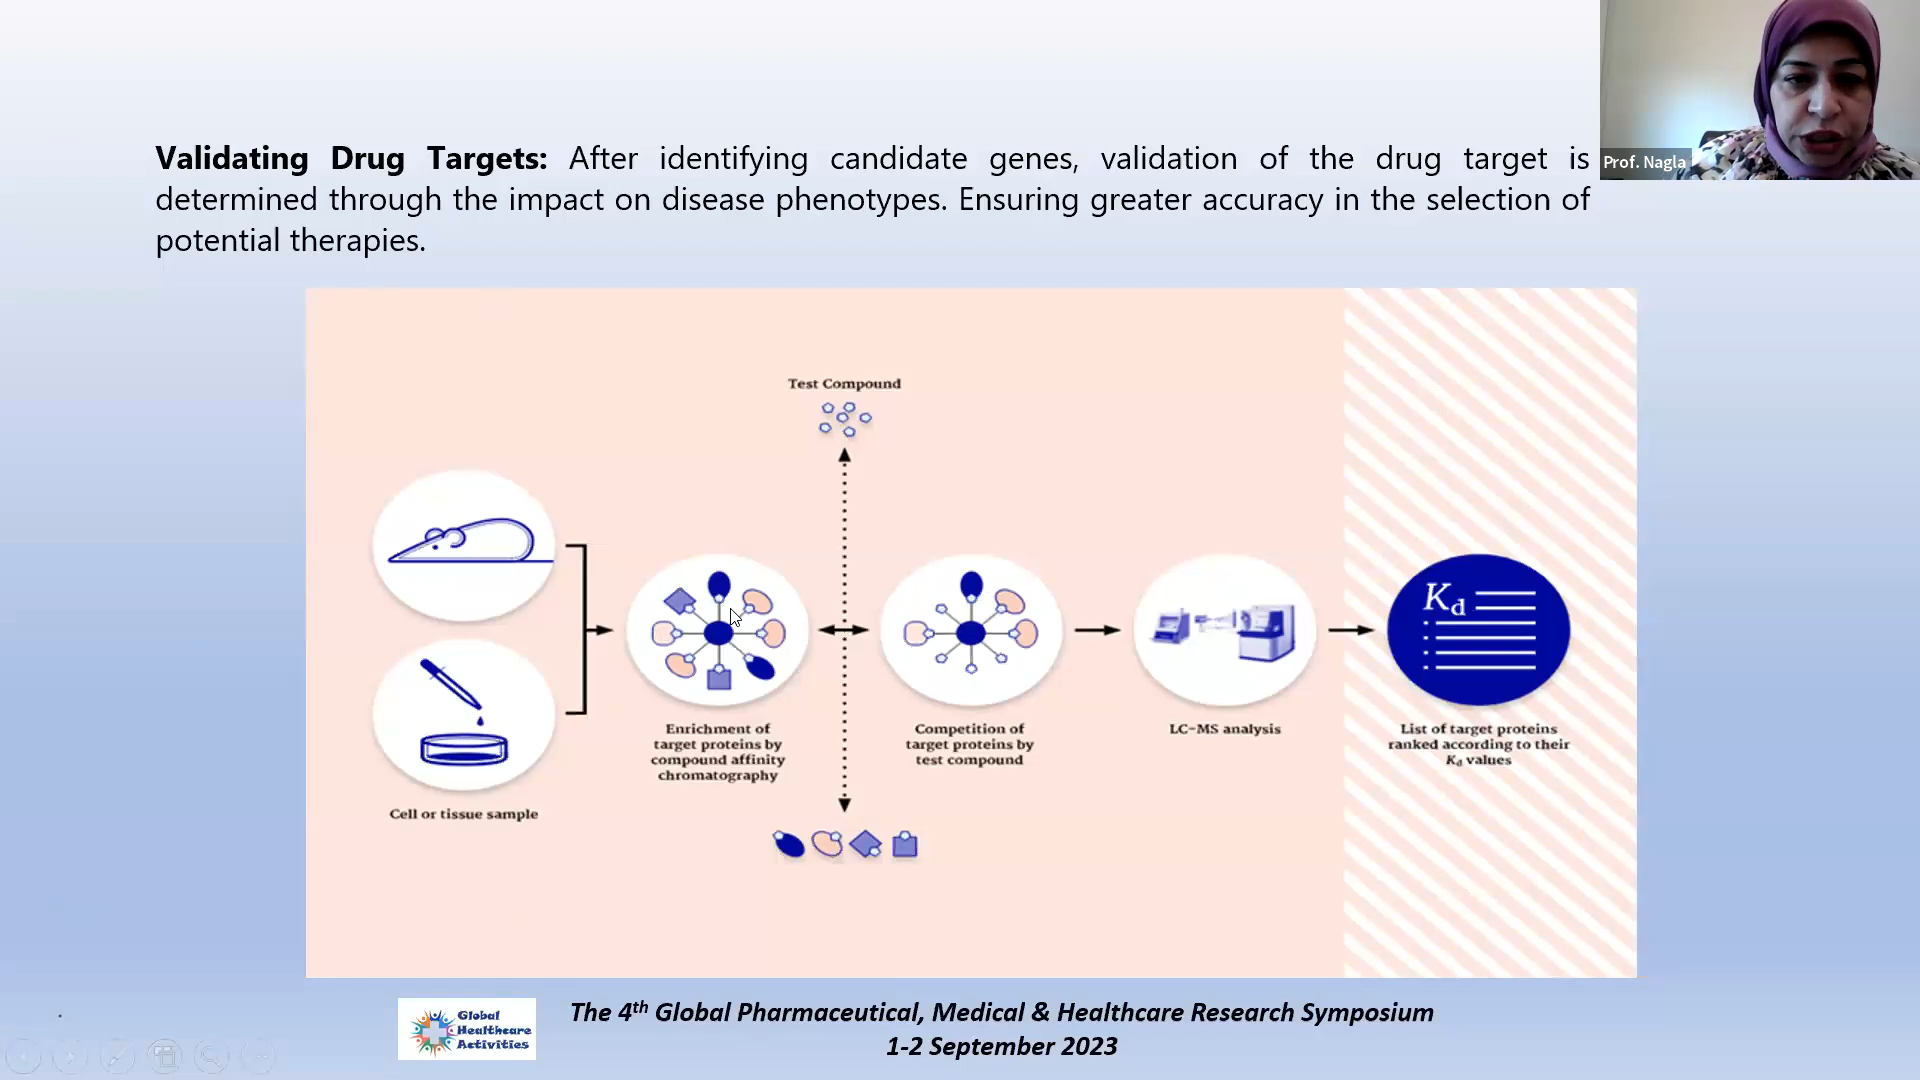 Validating Drug Targets: After identifying candidate genes, validation of the drug target is
determined through the impact on disease phenotypes. Ensuring greater accuracy in the selection of
potential therapies.
Prof. Nagla
Test Compound
Cell or tissue sample
Enrichment of
target proteins by
compound affinity
chromatography
Competition of
target proteins by
test compound
LC-MS analysis
Kd
List of target proteins
ranked according to their
Kd values
Global
Healthcare
Activities
The 4th Global Pharmaceutical, Medical & Healthcare Research Symposium
1-2 September 2023